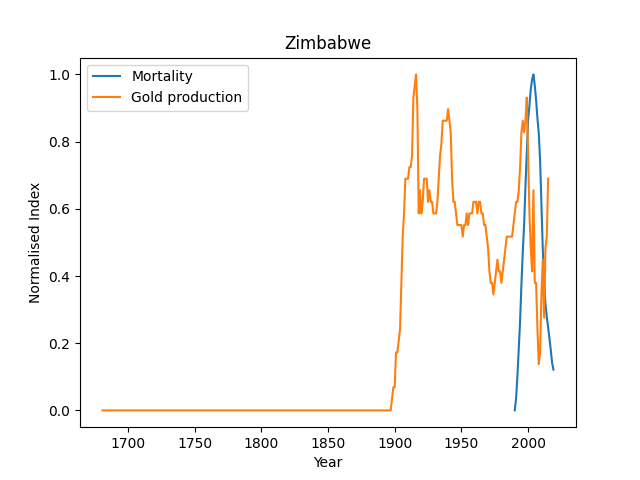 Zimbabwe
Mortality
Gold production
Normalised Index
1.0
0.8
0.6
0.4
0.2
0.0
1700 1750 1800 1850 1900 1950 2000
Year